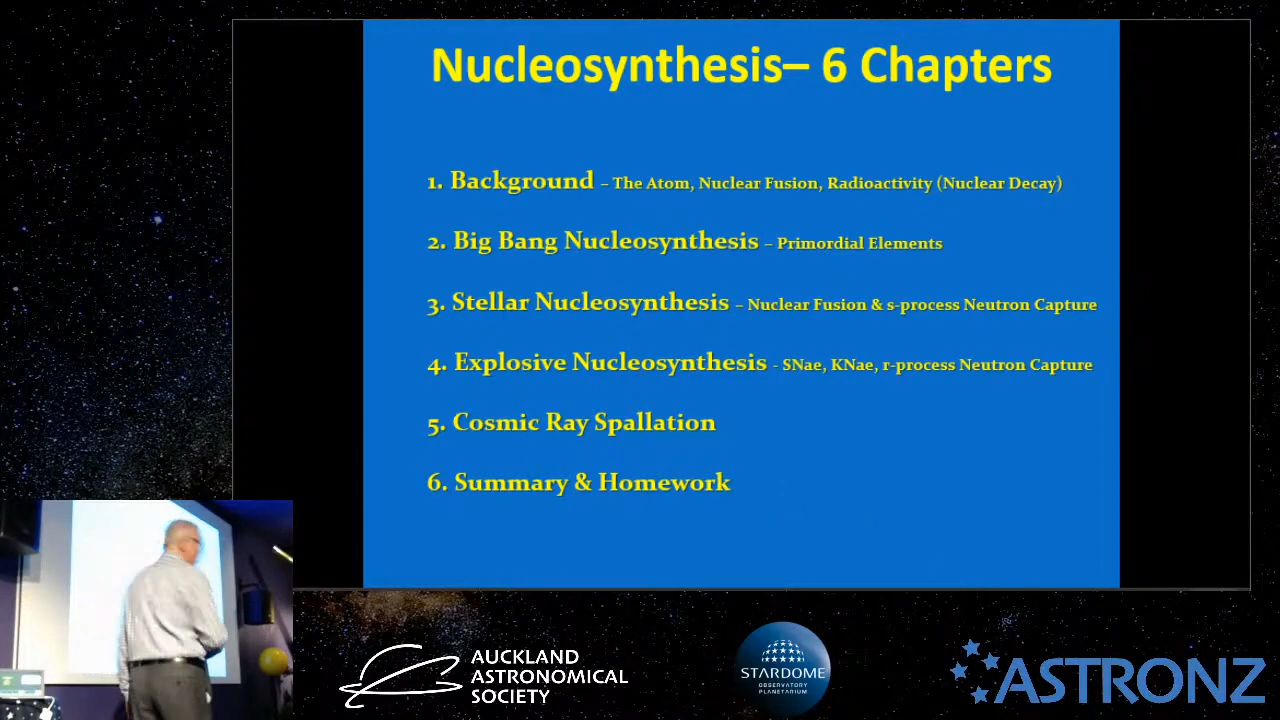 Nucleosynthesis– 6 Chapters
1. Background – The Atom, Nuclear Fusion, Radioactivity (Nuclear Decay)
2. Big Bang Nucleosynthesis – Primordial Elements
3. Stellar Nucleosynthesis – Nuclear Fusion & s-process Neutron Capture
4. Explosive Nucleosynthesis - SNae, KNae, r-process Neutron Capture
5. Cosmic Ray Spallation
6. Summary & Homework
AUCKLAND
ASTRONOMICAL
SOCIETY
STARDOME
OBSERVATORY
PLANETARIUM
ASTRONZ